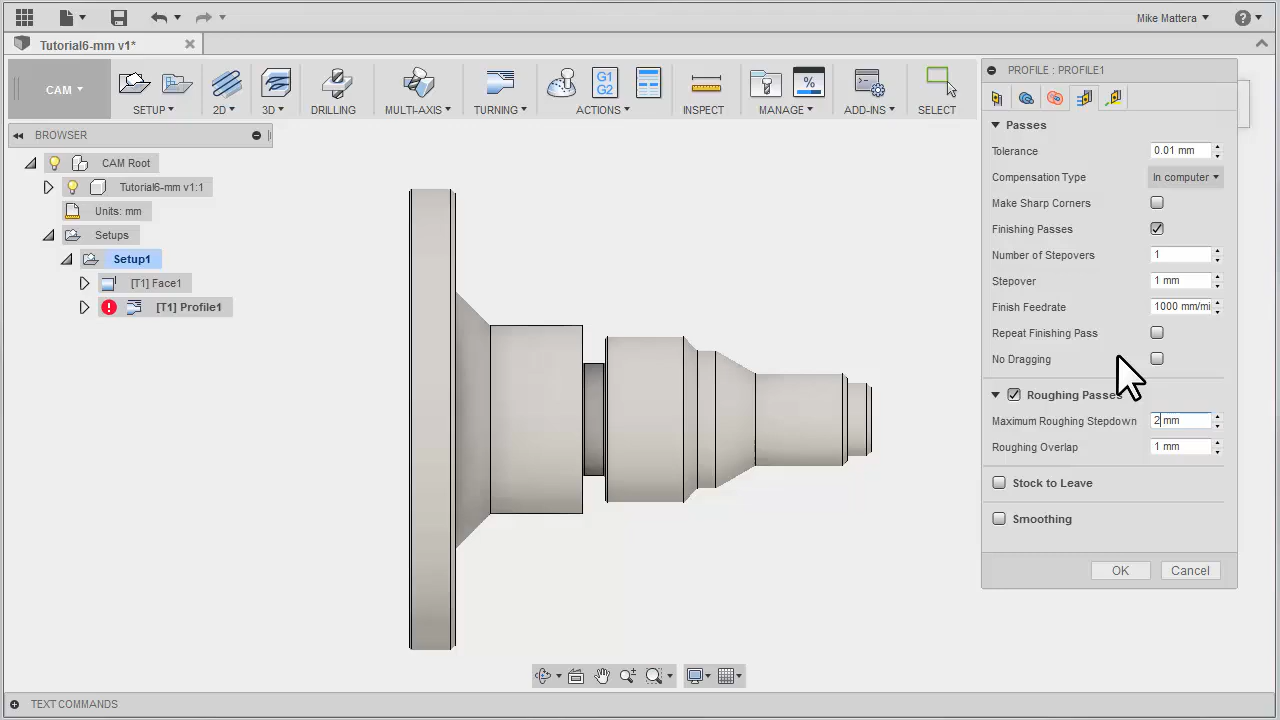 Mike Mattera
Tutorial6-mm v1*
CAM
SETUP
2D
3D
DRILLING
MULTI-AXIS
TURNING
G1
G2
ACTIONS
INSPECT
%
MANAGE
ADD-INS
SELECT
BROWSER
CAM Root
Tutorial6-mm v1:1
Units: mm
Setups
Setup1
[T1] Face1
[T1] Profile1
PROFILE : PROFILE1
Passes
Tolerance 0.01 mm
Compensation Type In computer
Make Sharp Corners
Finishing Passes
Number of Stepovers 1
Stepover 1 mm
Finish Feedrate 1000 mm/mi
Repeat Finishing Pass
No Dragging
Roughing Passes
Maximum Roughing Stepdown 2 mm
Roughing Overlap 1 mm
Stock to Leave
Smoothing
OK Cancel
TEXT COMMANDS